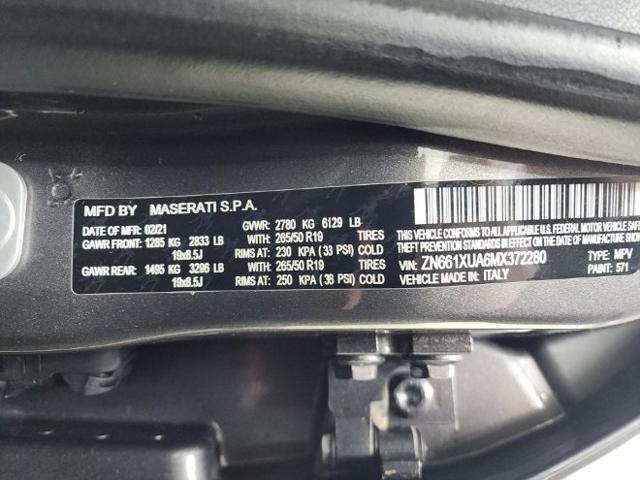 MFD BY MASERATI S.P.A.
DATE OF MFR: 02/21 GVWR: 2780 KG 6129 LB
GAWR FRONT: 1285 KG 2833 LB WITH: 265/50 R19 TIRES
19x8.5J RIMS AT: 230 KPA (33 PSI) COLD
GAWR REAR: 1495 KG 3296 LB WITH: 265/50 R19 TIRES
19x8.5J RIMS AT: 250 KPA (36 PSI) COLD
THIS VEHICLE CONFORMS TO ALL APPLICABLE
FEDERAL MOTOR VEHICLE SAFETY, BUMPER, AND
THEFT PREVENTION STANDARDS IN EFFECT ON THE
DATE OF MANUFACTURE SHOWN ABOVE.
VIN: ZN661XUA6MX372280 TYPE: MPV
VEHICLE MADE IN: ITALY PAINT: 571